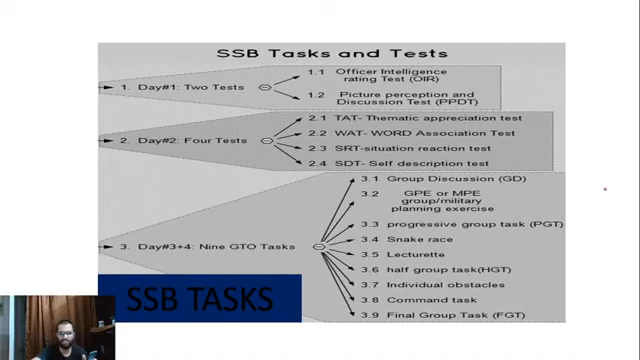 SSB Tasks and Tests
1. Day#1: Two Tests
1.1 Officer Intelligence
rating Test (OIR)
1.2 Picture perception and
Discussion Test (PPDT)
2. Day#2: Four Tests
2.1 TAT- Thematic appreciation test
2.2 WAT- WORD Association Test
2.3 SRT-situation reaction test
2.4 SDT- Self description test
3. Day#3+4: Nine GTO Tasks
3.1 Group Discussion (GD)
3.2 GPE or MPE
group/military
planning exercise
3.3 progressive group task (PGT)
3.4 Snake race
3.5 Lecturette
3.6 half group task(HGT)
3.7 Individual obstacles
3.8 Command task
3.9 Final Group Task (FGT)
SSB TASKS